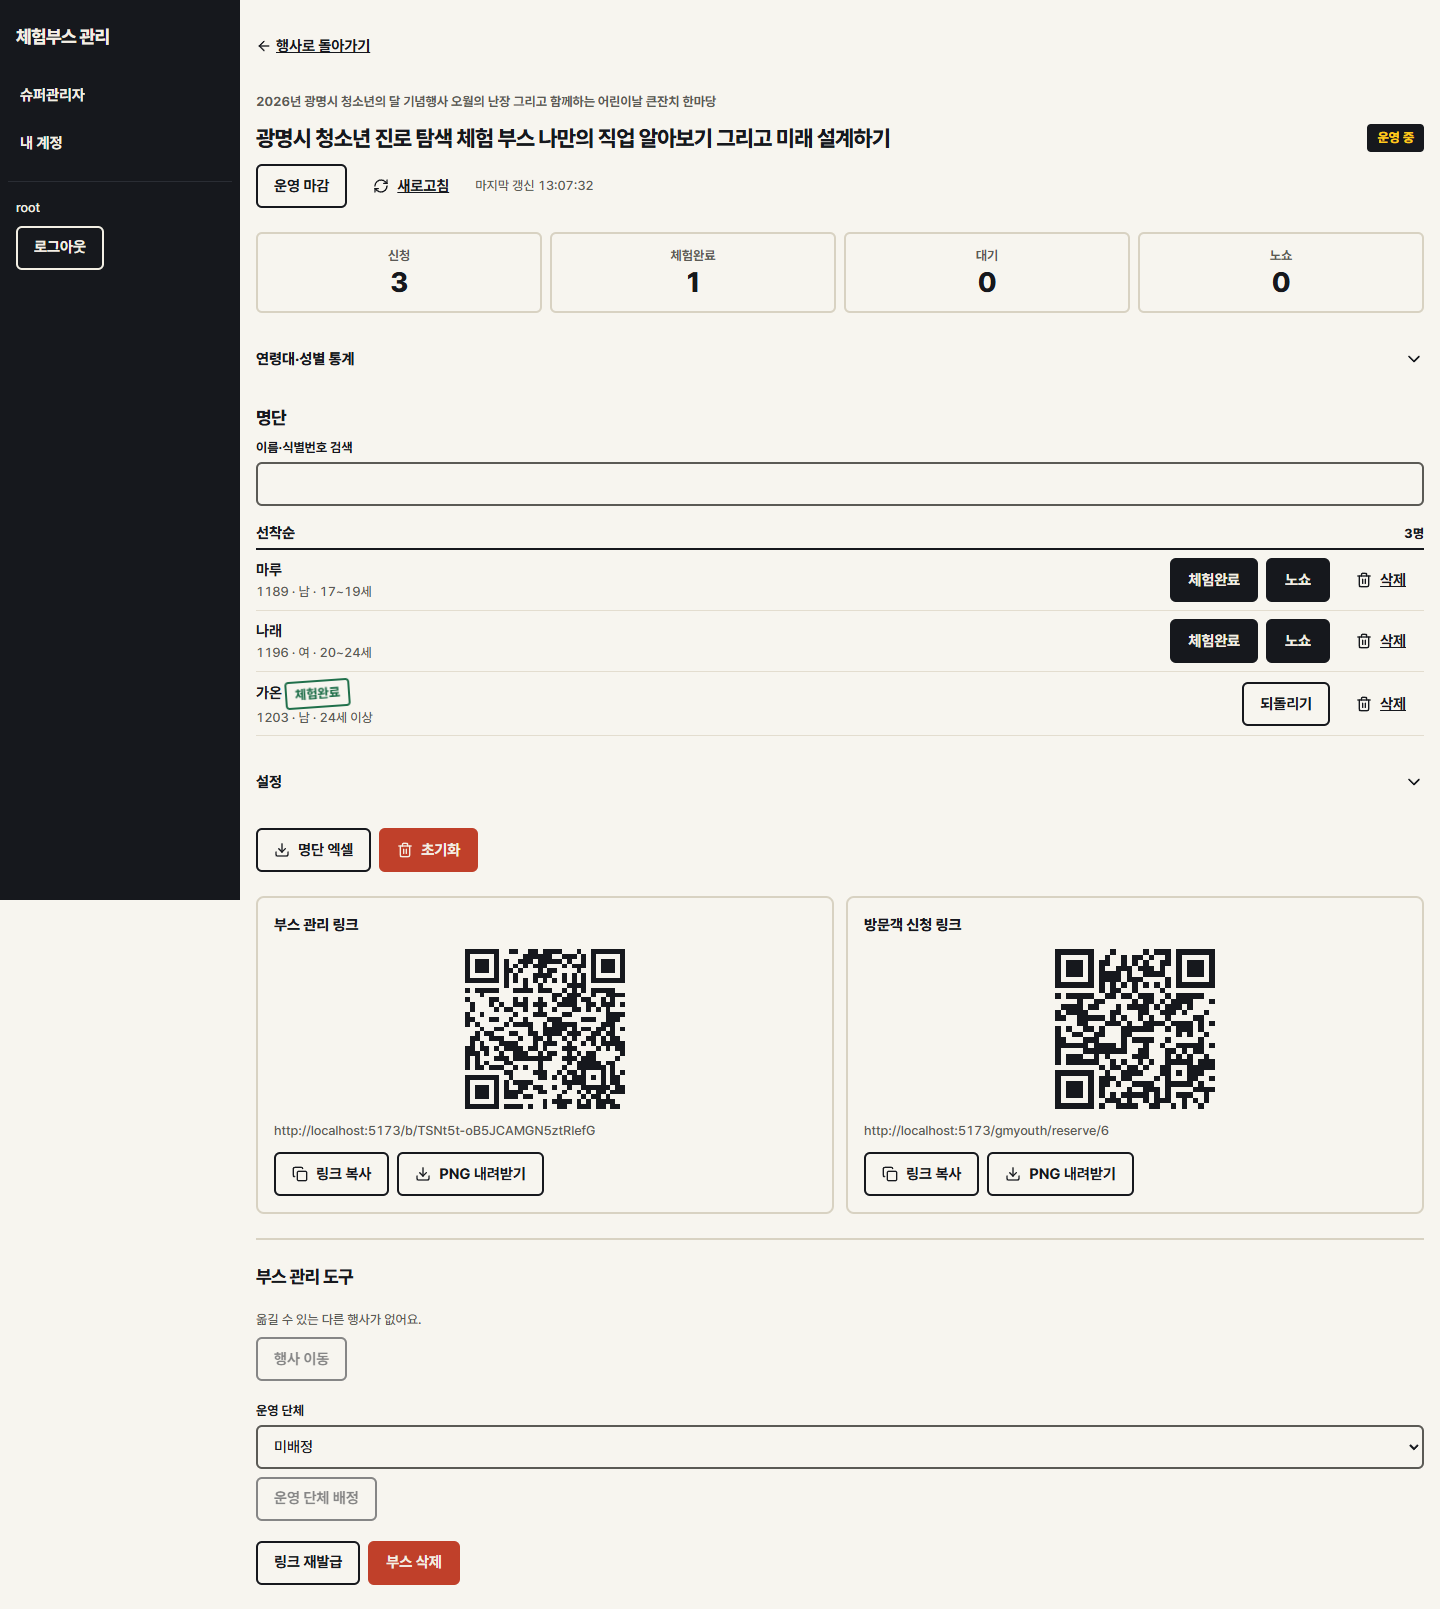 체험부스 관리
슈퍼관리자
내 계정
root
로그아웃
행사로 돌아가기
2026년 광명시 청소년의 달 기념행사 오월의 난장 그리고 함께하는 어린이날 큰잔치 한마당
광명시 청소년 진로 탐색 체험 부스 나만의 직업 알아보기 그리고 미래 설계하기
운영 중
운영 마감
새로고침
마지막 갱신 13:07:32
신청
3
체험완료
1
대기
0
노쇼
0
연령대·성별 통계
명단
이름·식별번호 검색
선착순
3명
마루
1189 · 남 · 17~19세
체험완료
노쇼
삭제
나래
1196 · 여 · 20~24세
체험완료
노쇼
삭제
가온 체험완료
1203 · 남 · 24세 이상
되돌리기
삭제
설정
명단 엑셀
초기화
부스 관리 링크
http://localhost:5173/b/TSNt5t-oB5JCAMGN5ztRlefG
링크 복사
PNG 내려받기
방문객 신청 링크
http://localhost:5173/gmyouth/reserve/6
링크 복사
PNG 내려받기
부스 관리 도구
옮길 수 있는 다른 행사가 없어요.
행사 이동
운영 단체
미배정
운영 단체 배정
링크 재발급
부스 삭제